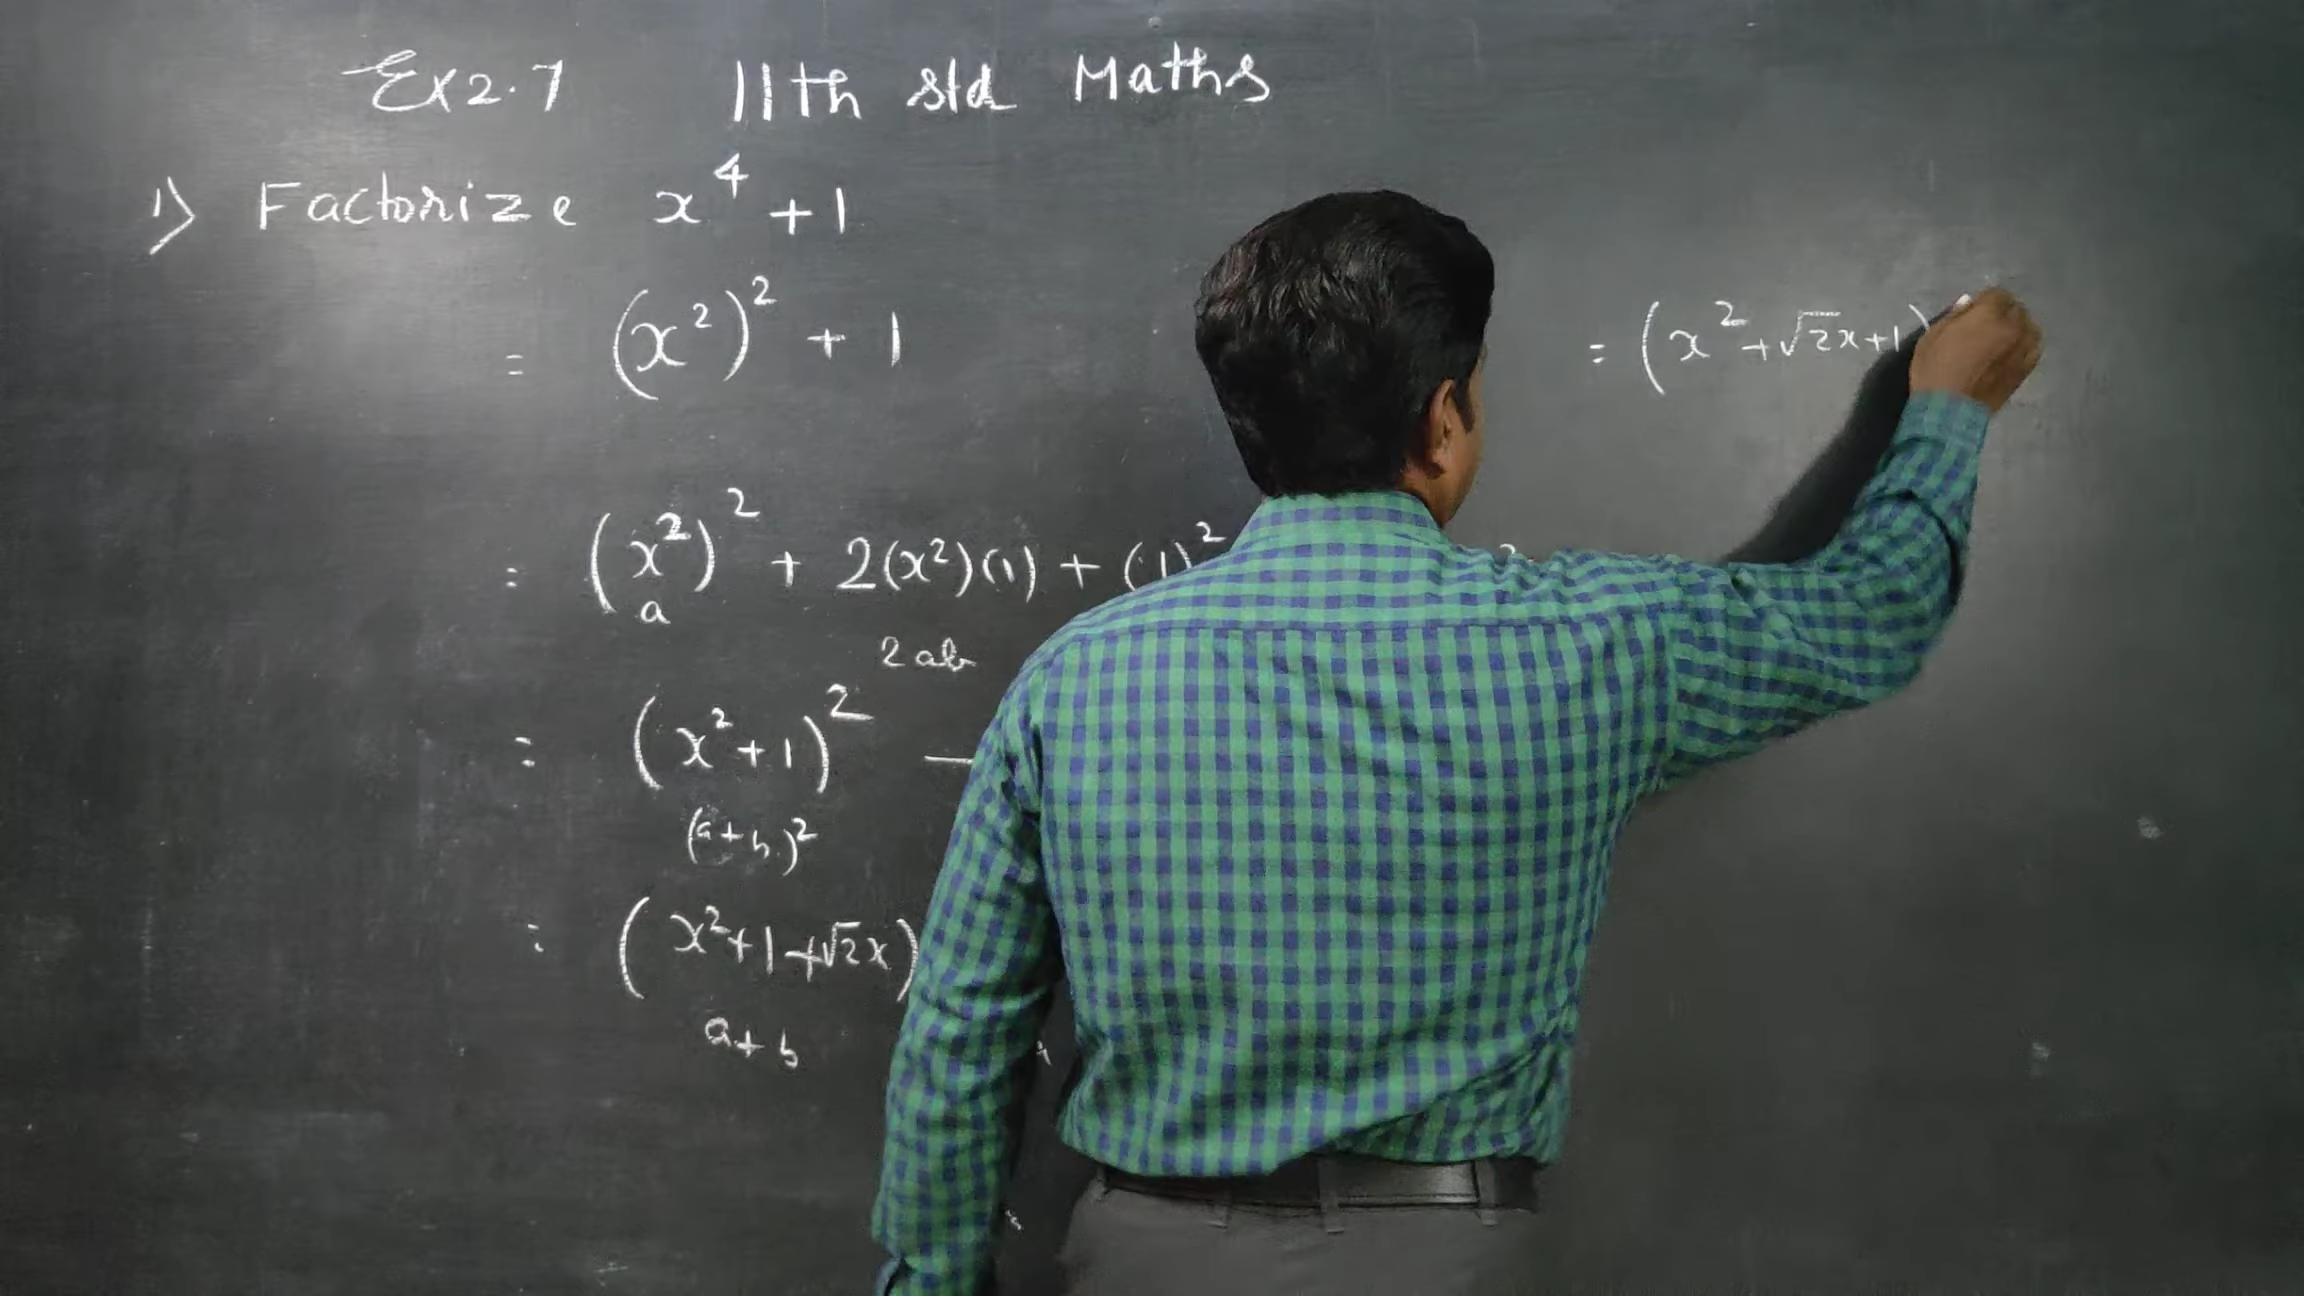 Ex 2.7 11th std Maths
1) Factorize x⁴ + 1
= (x²)² + 1
= (x²)² + 2(x²)(1) + (1)²
a
2ab
= (x²+1)² —
(a+b)²
= (x²+1+√2x)
a+b
= (x²+√2x+1)